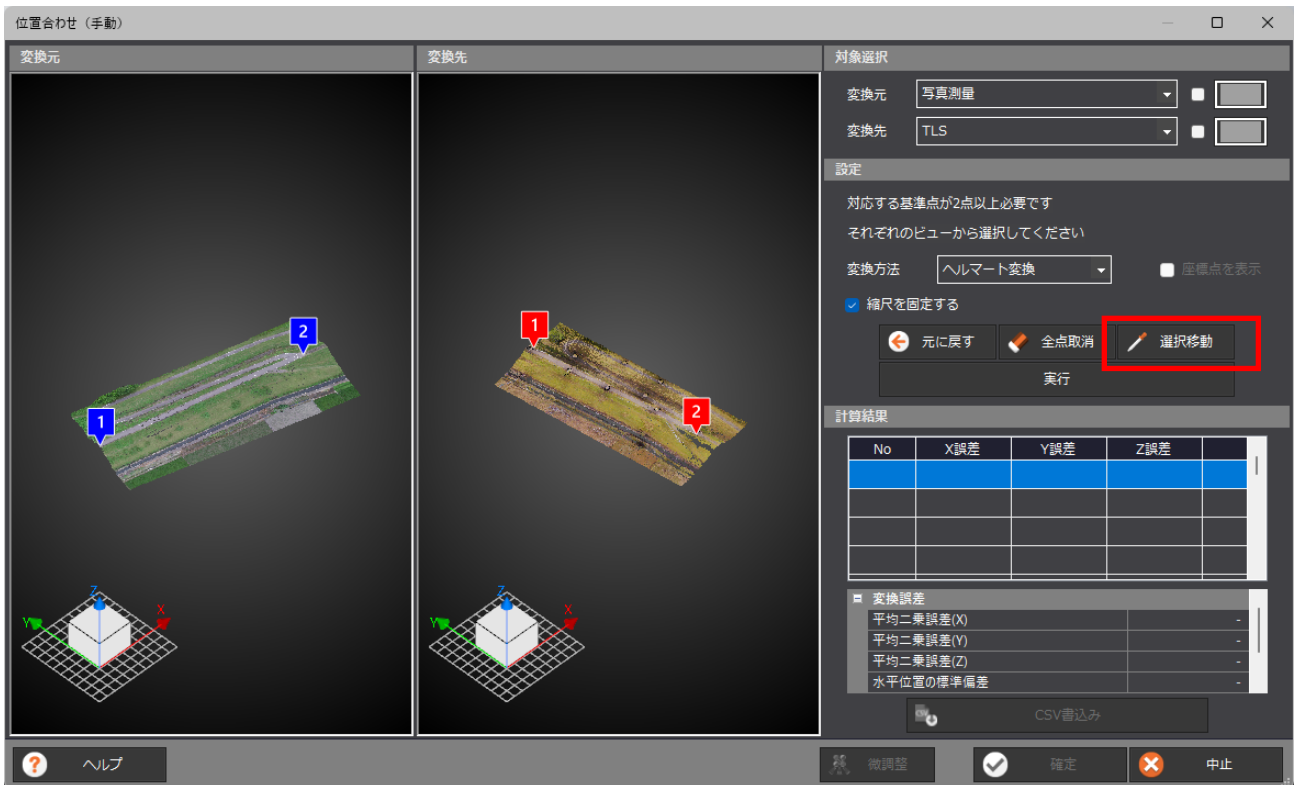 位置合わせ（手動）
変換元
変換先
対象選択
変換元
写真測量
変換先
TLS
設定
対応する基準点が2点以上必要です
それぞれのビューから選択してください
変換方法
ヘルマート変換
座標点を表示
縮尺を固定する
元に戻す
全点取消
選択移動
実行
計算結果
No X誤差 Y誤差 Z誤差
変換誤差
平均二乗誤差(X) -
平均二乗誤差(Y) -
平均二乗誤差(Z) -
水平位置の標準偏差 -
CSV書込み
1
2
1
2
Z
Y
X
Z
Y
X
ヘルプ
微調整
確定
中止